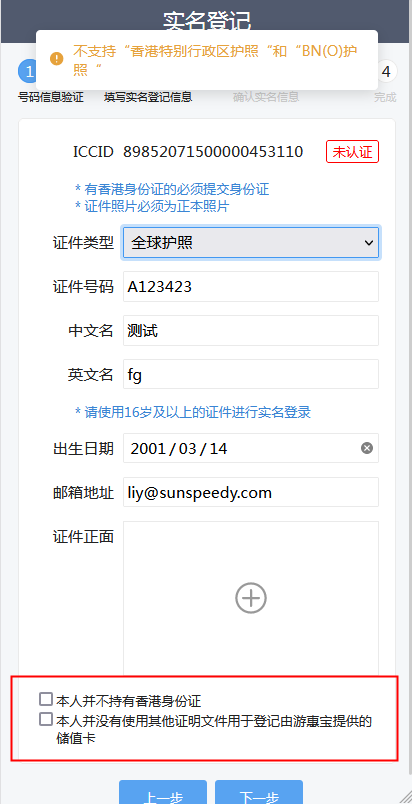 实名登记
不支持“香港特别行政区护照“和“BN(O)护
照“
1
4
号码信息验证 填写实名登记信息 确认实名信息 完成
ICCID 89852071500000453110 未认证
* 有香港身份证的必须提交身份证
* 证件照片必须为正本照片
证件类型 全球护照
证件号码 A123423
中文名 测试
英文名 fg
* 请使用16岁及以上的证件进行实名登录
出生日期 2001/03/14
邮箱地址 liy@sunspeedy.com
证件正面
本人并不持有香港身份证
本人并没有使用其他证明文件用于登记由游惠宝提供的
储值卡
上一步 下一步